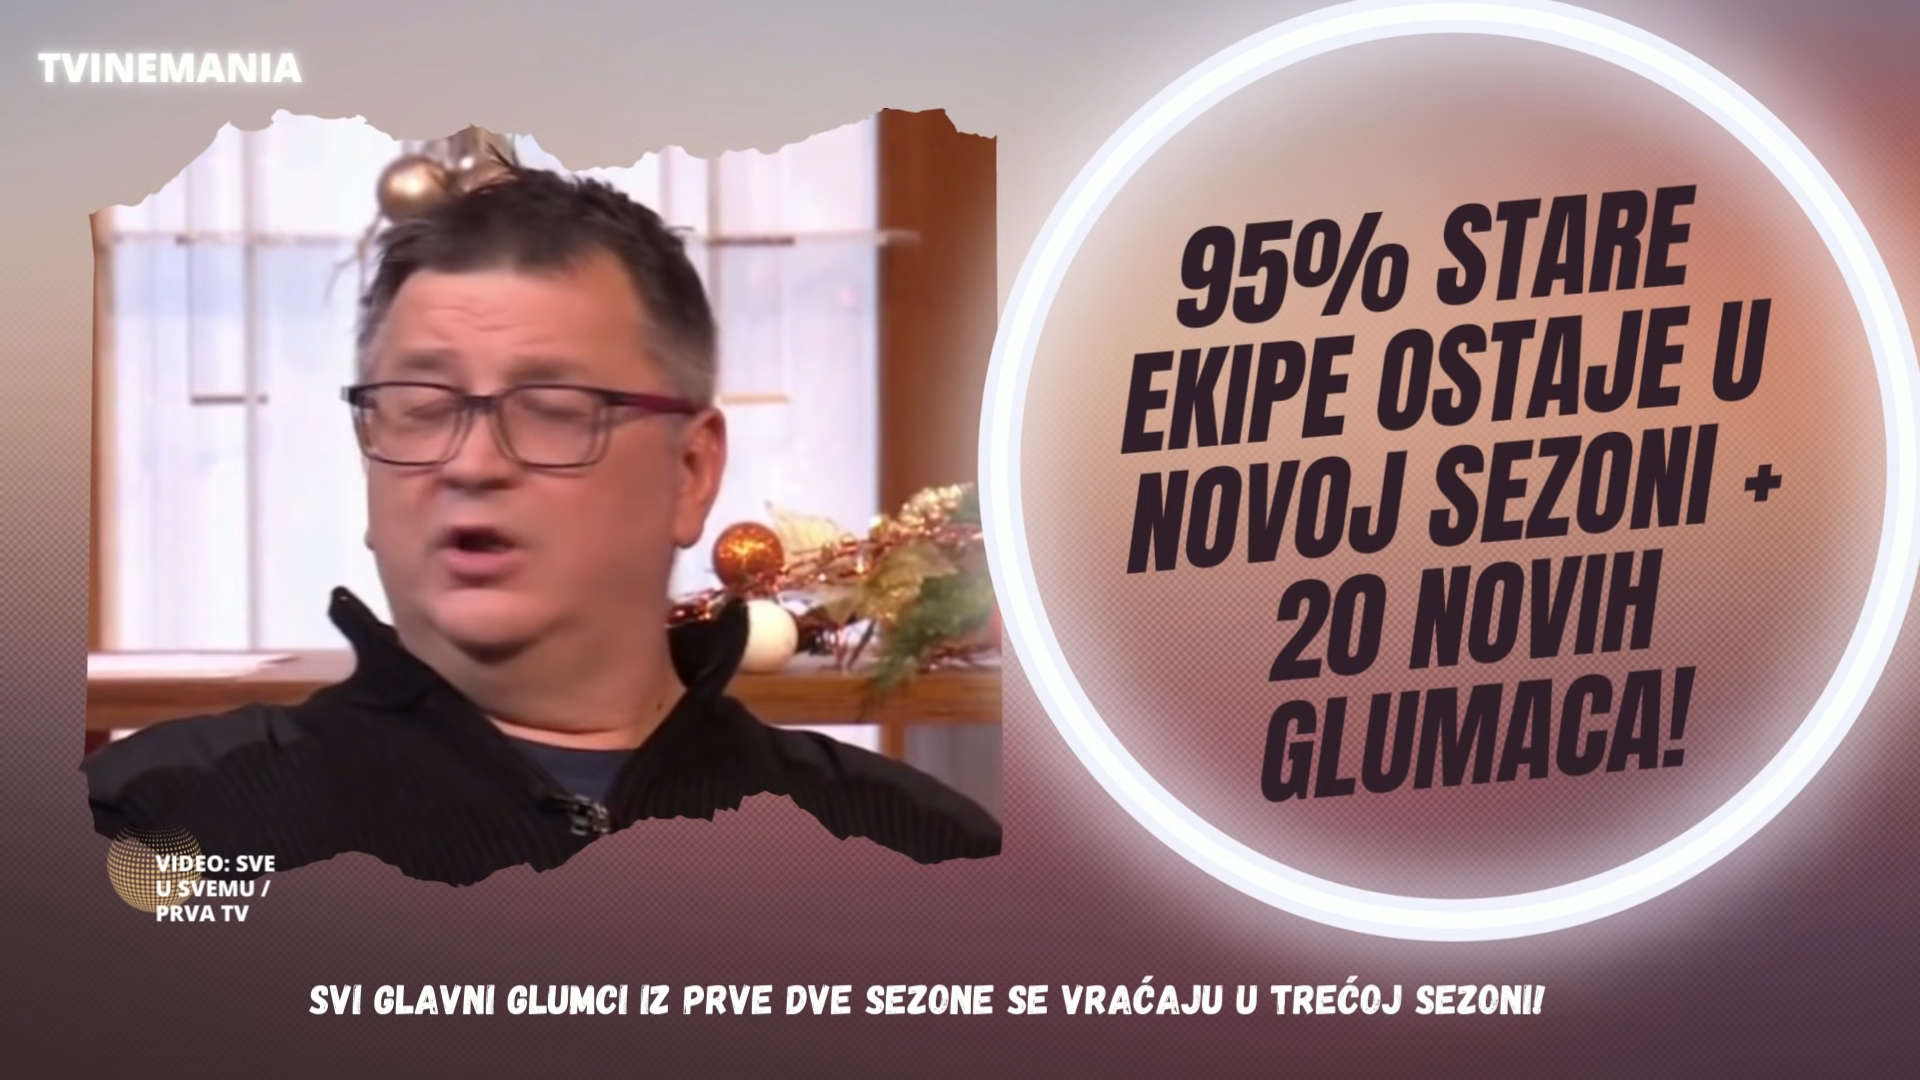 TVINEMANIA
95% STARE
EKIPE OSTAJE U
NOVOJ SEZONI +
20 NOVIH
GLUMACA!
VIDEO: SVE
U SVEMU /
PRVA TV
SVI GLAVNI GLUMCI IZ PRVE DVE SEZONE SE VRAĆAJU U TREĆOJ SEZONI!